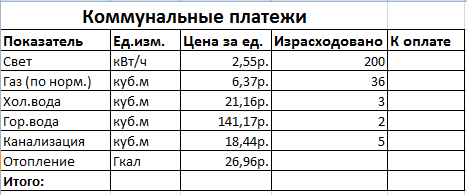 Коммунальные платежи
Показатель Ед.изм. Цена за ед. Израсходовано К оплате
Свет кВт/ч 2,55р. 200
Газ (по норм.) куб.м 6,37р. 36
Хол.вода куб.м 21,16р. 3
Гор.вода куб.м 141,17р. 2
Канализация куб.м 18,44р. 5
Отопление Гкал 26,96р.
Итого: